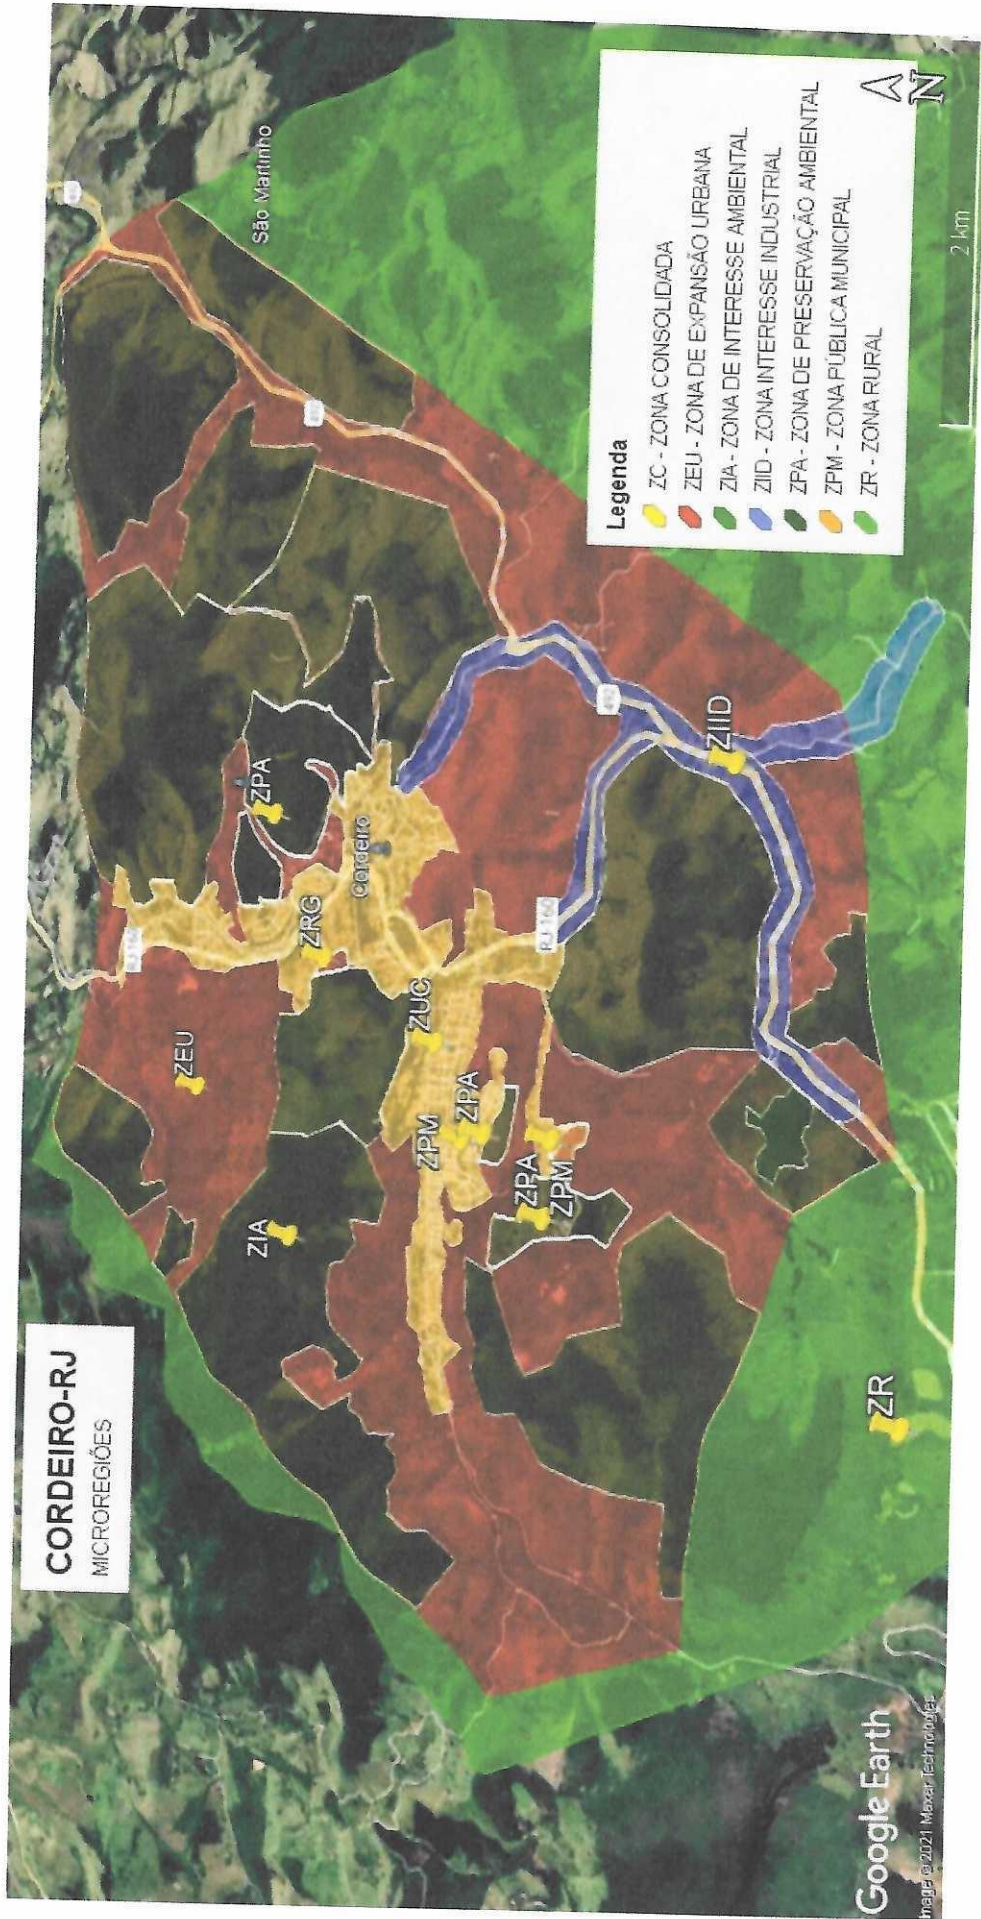 CORDEIRO-RJ
MICROREGIÕES
São Martinho
RJ-160
ZEU
ZPA
ZRG
Cordeiro
ZIA
ZUC
ZPM
ZPA
RJ-160
492
ZPA
ZPM
ZIID
ZR
Legenda
ZC - ZONA CONSOLIDADA
ZEU - ZONA DE EXPANSÃO URBANA
ZIA - ZONA DE INTERESSE AMBIENTAL
ZIID - ZONA INTERESSE INDUSTRIAL
ZPA - ZONA DE PRESERVAÇÃO AMBIENTAL
ZPM - ZONA PÚBLICA MUNICIPAL
ZR - ZONA RURAL
N
2 km
Google Earth
Image © 2021 Maxar Technologies